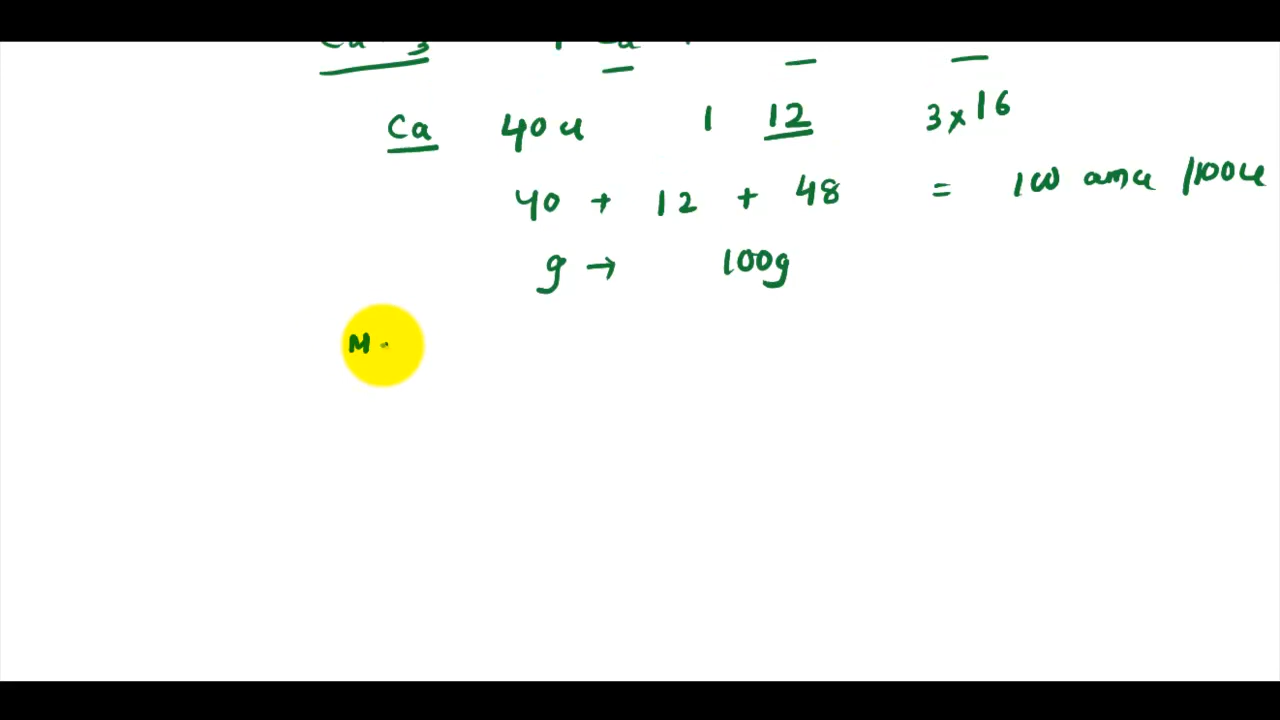 Ca 40u 1 12 3x16
40 + 12 + 48 = 100 amu /100u
g → 100g
M